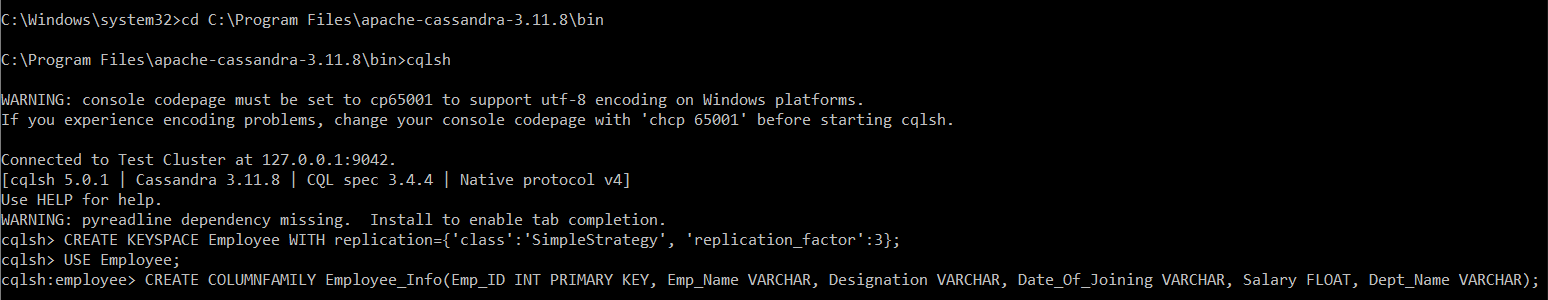 C:\Windows\system32>cd C:\Program Files\apache-cassandra-3.11.8\bin
C:\Program Files\apache-cassandra-3.11.8\bin>cqlsh
WARNING: console codepage must be set to cp65001 to support utf-8 encoding on Windows platforms.
If you experience encoding problems, change your console codepage with 'chcp 65001' before starting cqlsh.
Connected to Test Cluster at 127.0.0.1:9042.
[cqlsh 5.0.1 | Cassandra 3.11.8 | CQL spec 3.4.4 | Native protocol v4]
Use HELP for help.
WARNING: pyreadline dependency missing.  Install to enable tab completion.
cqlsh> CREATE KEYSPACE Employee WITH replication={'class':'SimpleStrategy', 'replication_factor':3};
cqlsh> USE Employee;
cqlsh:employee> CREATE COLUMNFAMILY Employee_Info(Emp_ID INT PRIMARY KEY, Emp_Name VARCHAR, Designation VARCHAR, Date_Of_Joining VARCHAR, Salary FLOAT, Dept_Name VARCHAR);